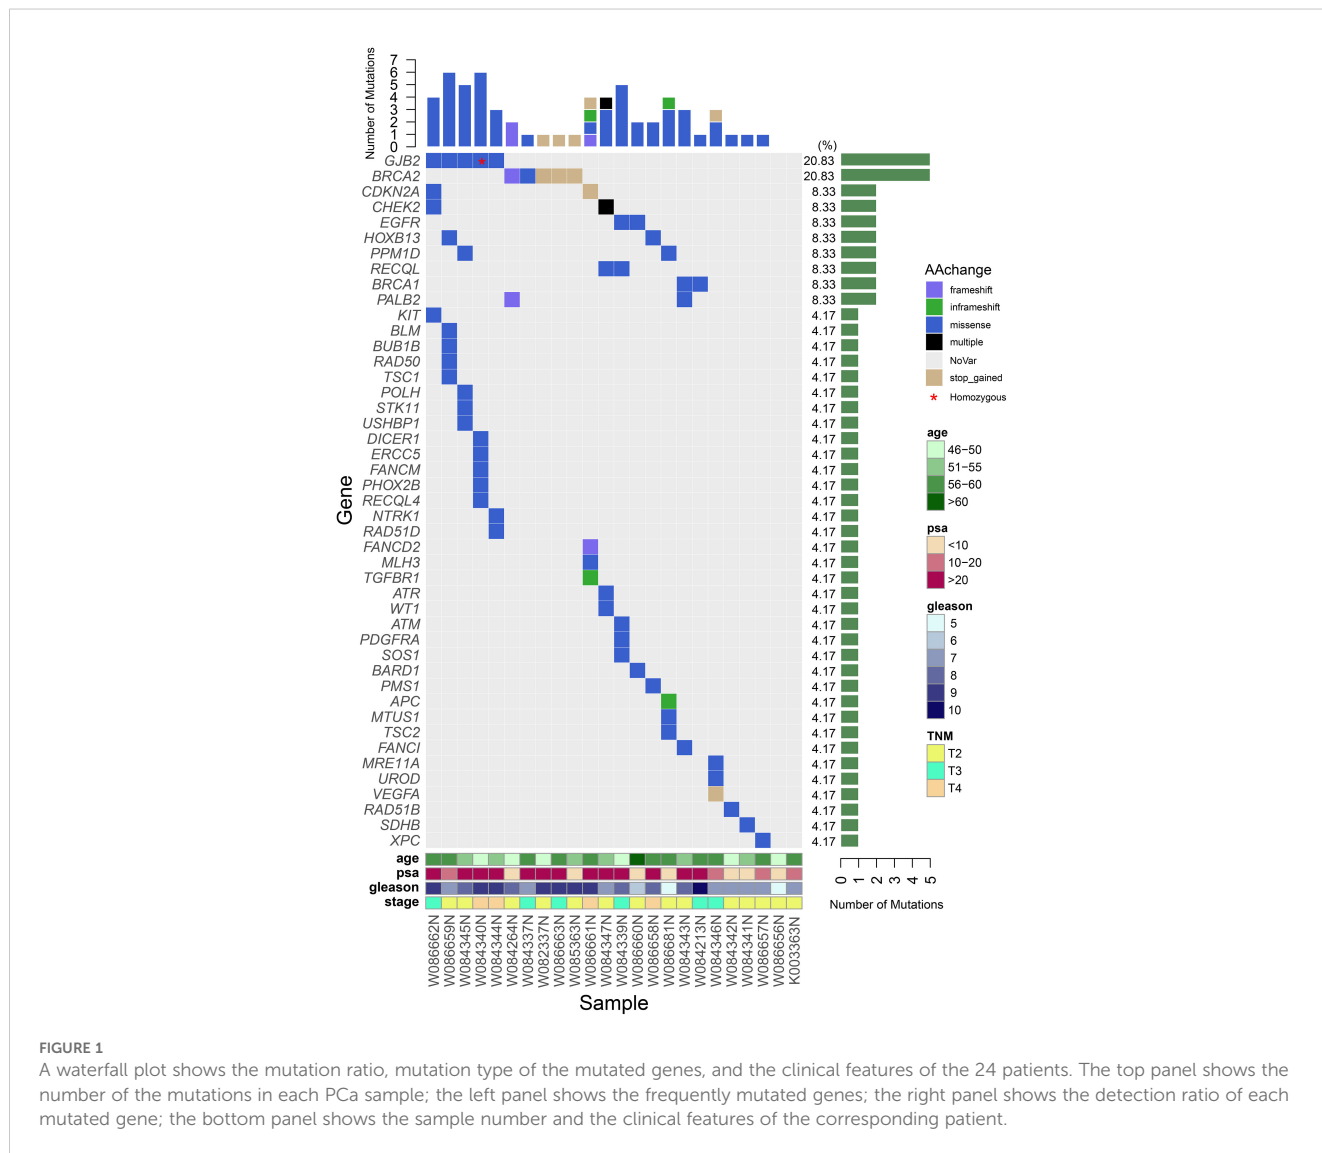 Number of Mutations
7
6
5
4
3
2
1
0
(%)
GJB2 20.83
BRCA2 20.83
CDKN2A 8.33
CHEK2 8.33
EGFR 8.33
HOXB13 8.33
PPM1D 8.33
RECQL 8.33
BRCA1 8.33
PALB2 8.33
KIT 4.17
BLM 4.17
BUB1B 4.17
RAD50 4.17
TSC1 4.17
POLH 4.17
STK11 4.17
USHBP1 4.17
DICER1 4.17
ERCC5 4.17
FANCM 4.17
PHOX2B 4.17
RECQL4 4.17
NTRK1 4.17
RAD51D 4.17
FANCD2 4.17
MLH3 4.17
TGFBR1 4.17
ATR 4.17
WT1 4.17
ATM 4.17
PDGFRA 4.17
SOS1 4.17
BARD1 4.17
PMS1 4.17
APC 4.17
MTUS1 4.17
TSC2 4.17
FANCI 4.17
MRE11A 4.17
UROD 4.17
VEGFA 4.17
RAD51B 4.17
SDHB 4.17
XPC 4.17
Gene
age
psa
gleason
stage
W086662N
W086659N
W084345N
W084340N
W084344N
W084264N
W084337N
W082337N
W086663N
W085363N
W086661N
W084347N
W084339N
W086660N
W086658N
W086681N
W084343N
W084213N
W084346N
W084342N
W084341N
W086657N
W086656N
K003363N
Sample
0 1 2 3 4 5
Number of Mutations
AAchange
frameshift
inframeshift
missense
multiple
NoVar
stop_gained
* Homozygous
age
46−50
51−55
56−60
>60
psa
<10
10−20
>20
gleason
5
6
7
8
9
10
TNM
T2
T3
T4
FIGURE 1
A waterfall plot shows the mutation ratio, mutation type of the mutated genes, and the clinical features of the 24 patients. The top panel shows the
number of the mutations in each PCa sample; the left panel shows the frequently mutated genes; the right panel shows the detection ratio of each
mutated gene; the bottom panel shows the sample number and the clinical features of the corresponding patient.